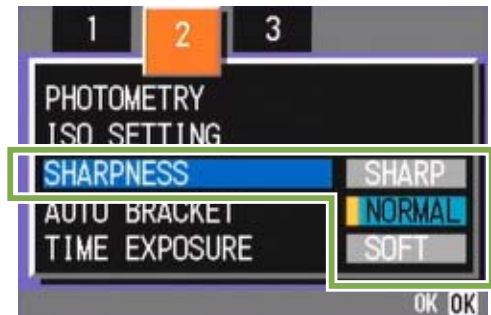 1 2 3
PHOTOMETRY
ISO SETTING
SHARPNESS SHARP
AUTO BRACKET NORMAL
TIME EXPOSURE SOFT
OK OK